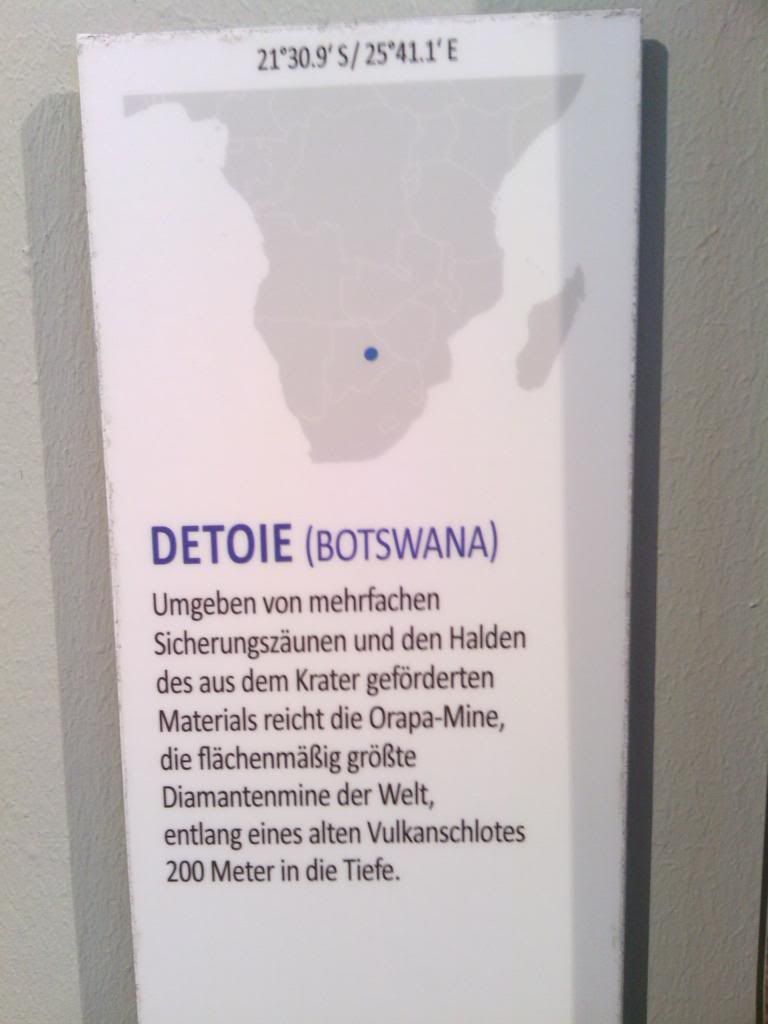 21°30.9' S/ 25°41.1' E
DETOIE (BOTSWANA)
Umgeben von mehrfachen
Sicherungszäunen und den Halden
des aus dem Krater geförderten
Materials reicht die Orapa-Mine,
die flächenmäßig größte
Diamantenmine der Welt,
entlang eines alten Vulkanschlotes
200 Meter in die Tiefe.